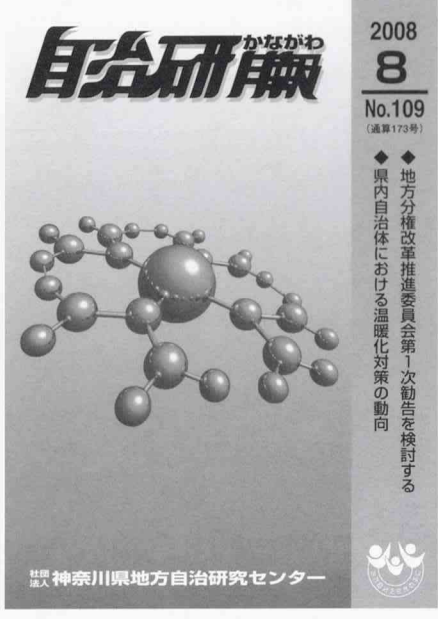 自治研
かながわ
月報
2008
8
No.109
(通算173号)
◆地方分権改革推進委員会第1次勧告を検討する
◆県内自治体における温暖化対策の動向
社団法人 神奈川県地方自治研究センター